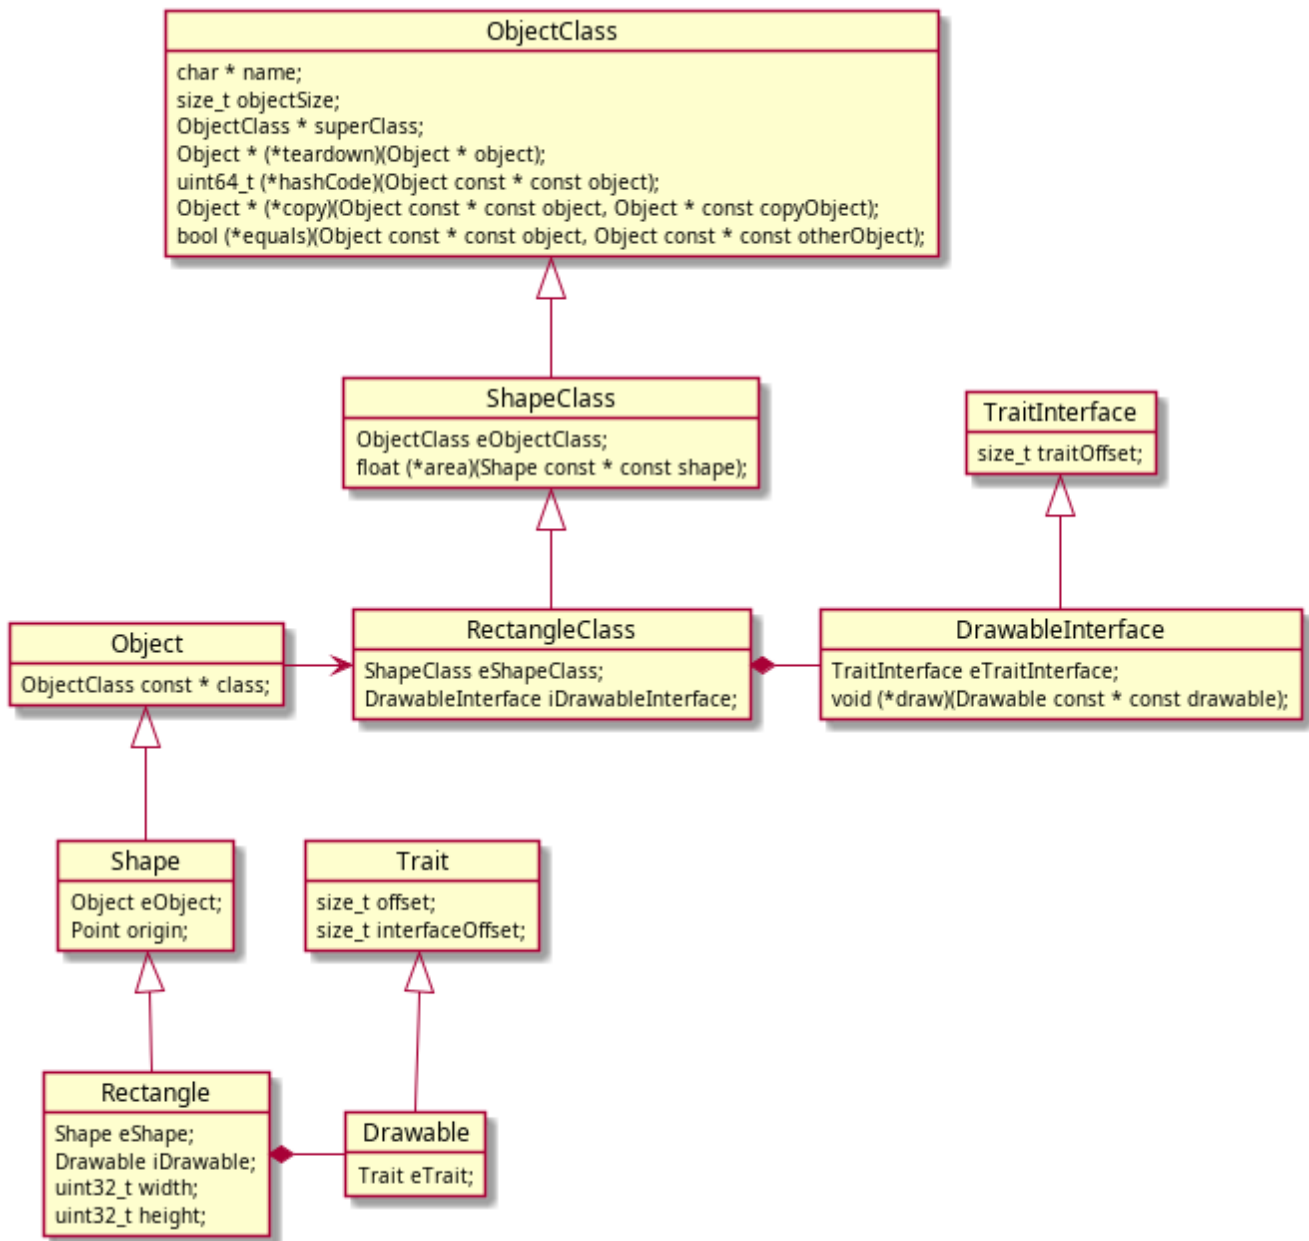 ObjectClass
char * name;
size_t objectSize;
ObjectClass * superClass;
Object * (*teardown)(Object * object);
uint64_t (*hashCode)(Object const * const object);
Object * (*copy)(Object const * const object, Object * const copyObject);
bool (*equals)(Object const * const object, Object const * const otherObject);
ShapeClass
ObjectClass eObjectClass;
float (*area)(Shape const * const shape);
TraitInterface
size_t traitOffset;
Object
ObjectClass const * class;
RectangleClass
ShapeClass eShapeClass;
DrawableInterface iDrawableInterface;
DrawableInterface
TraitInterface eTraitInterface;
void (*draw)(Drawable const * const drawable);
Shape
Object eObject;
Point origin;
Trait
size_t offset;
size_t interfaceOffset;
Rectangle
Shape eShape;
Drawable iDrawable;
uint32_t width;
uint32_t height;
Drawable
Trait eTrait;